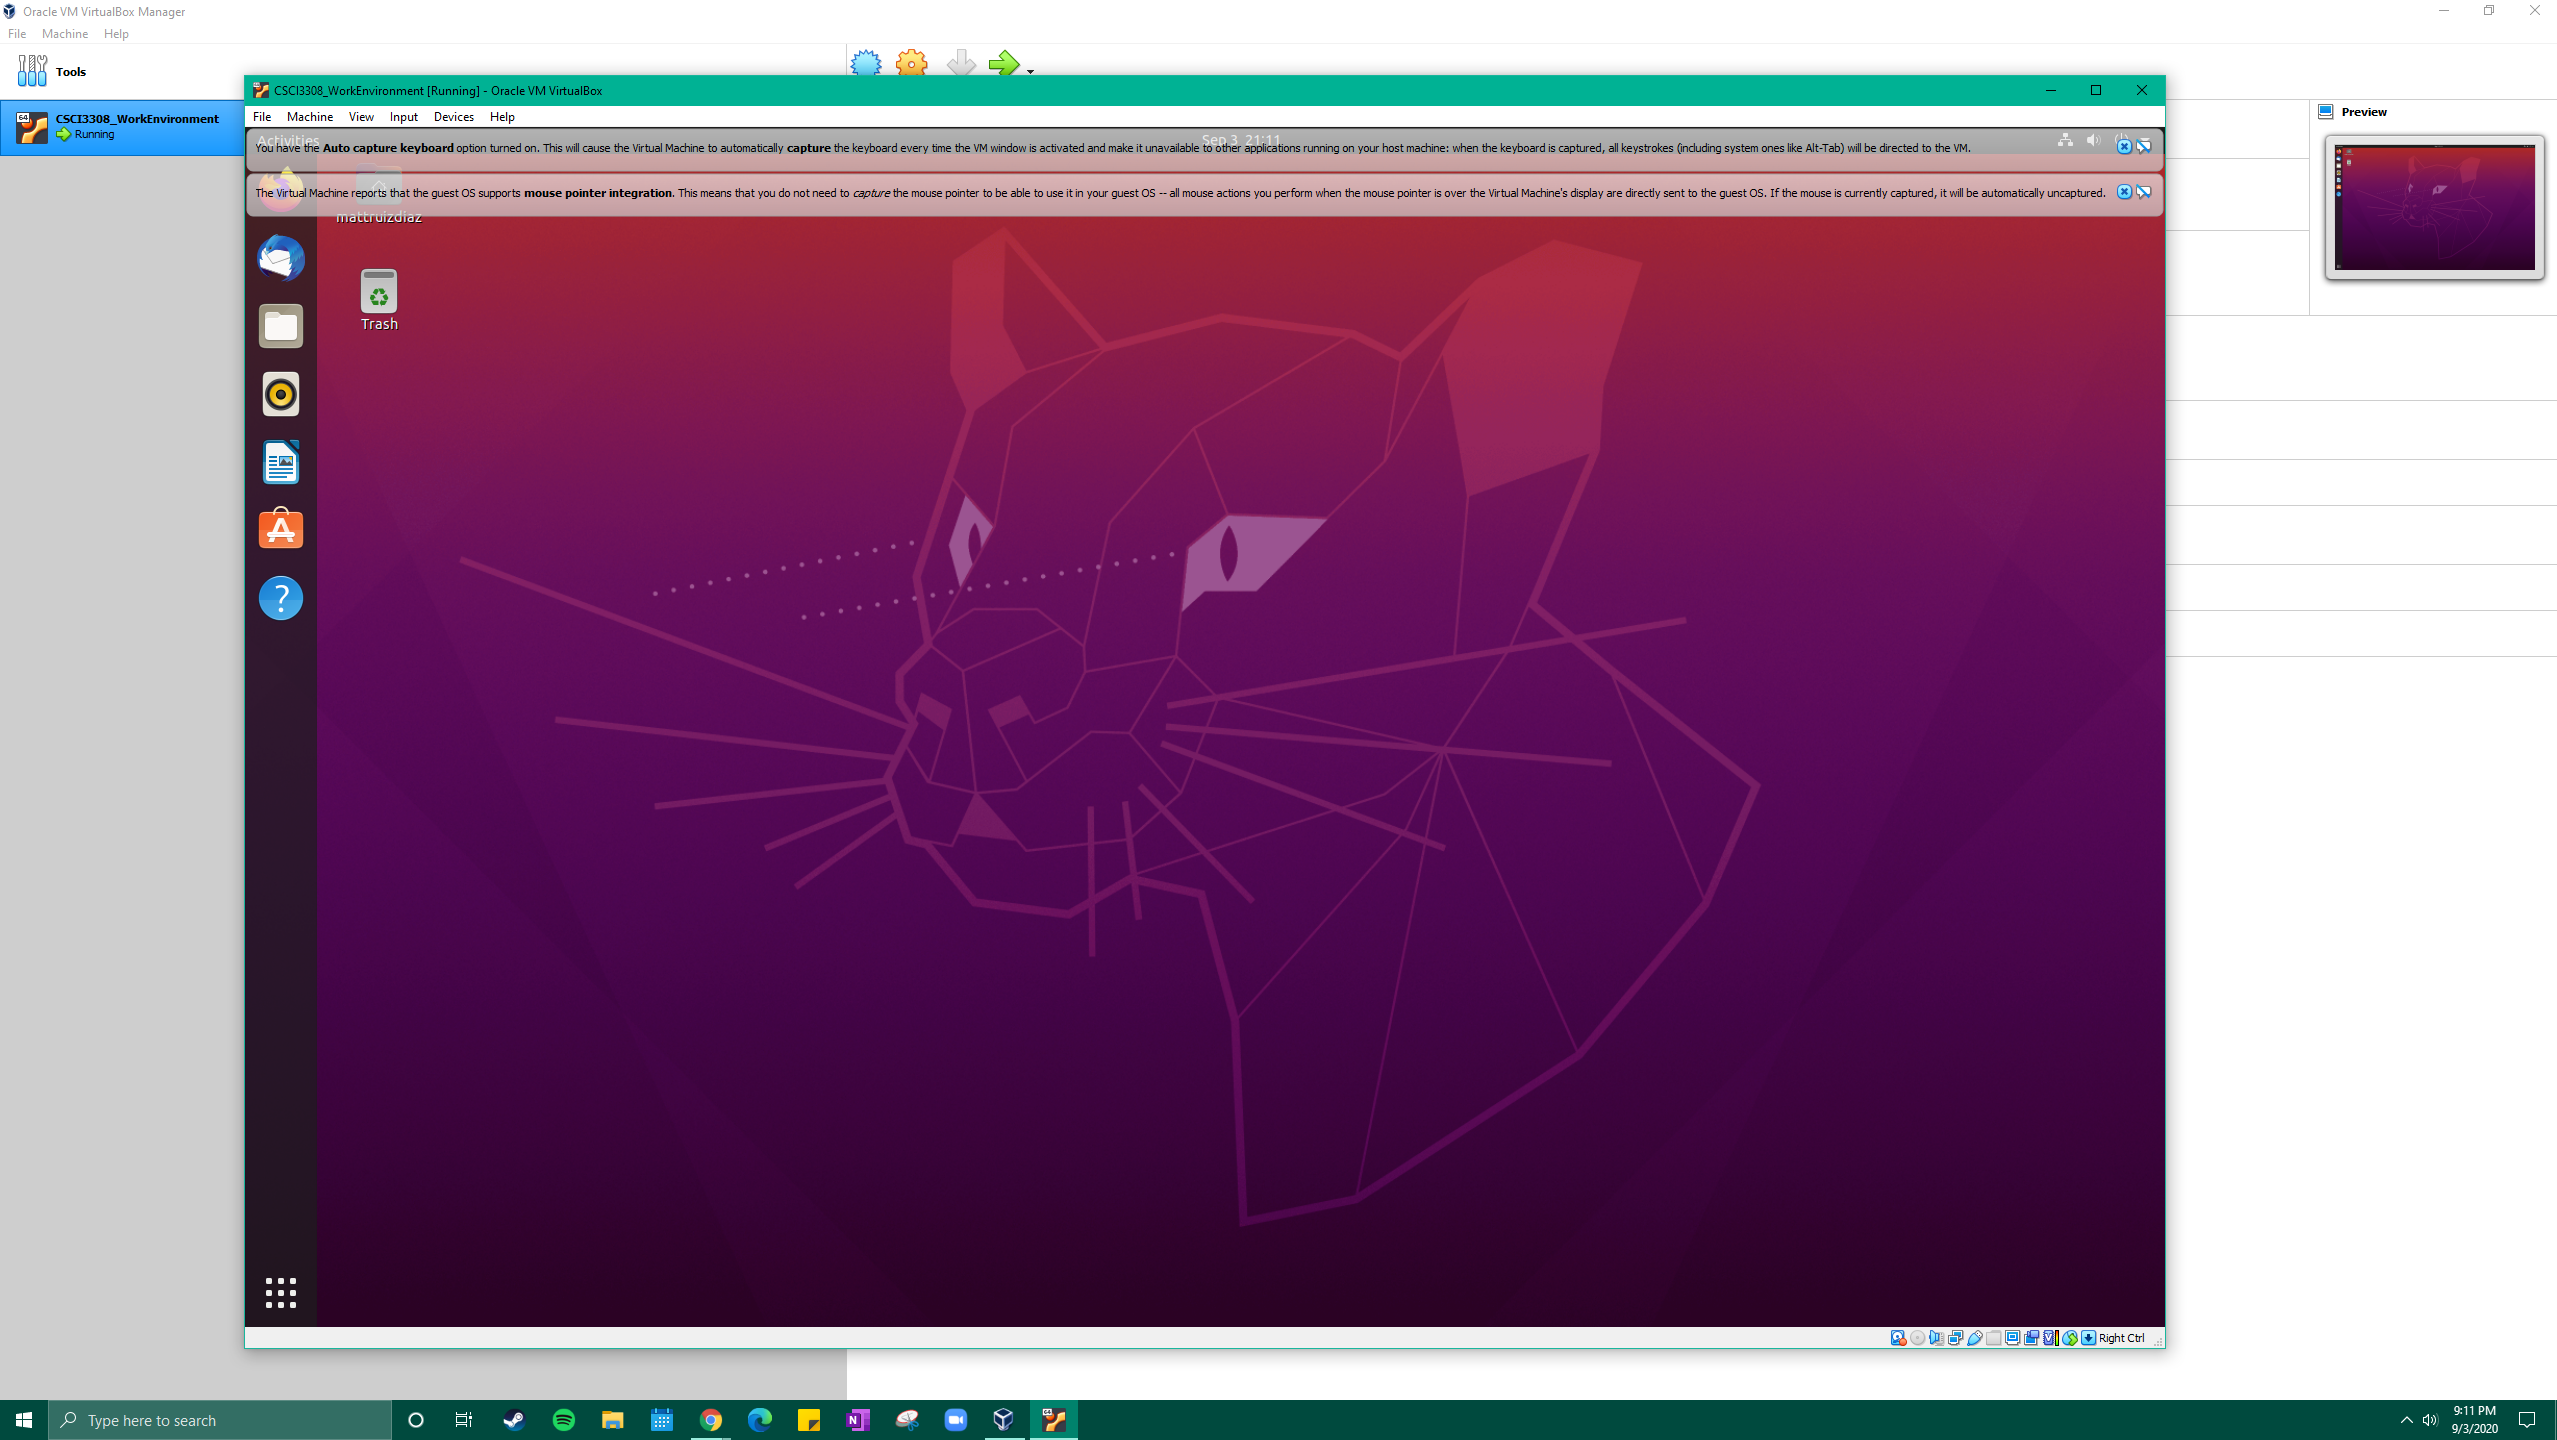 Oracle VM VirtualBox Manager
File Machine Help
Tools
64 CSCI3308_WorkEnvironment
Running
Preview
CSCI3308_WorkEnvironment [Running] - Oracle VM VirtualBox
File Machine View Input Devices Help
Activities Sep 3 21:11
You have the Auto capture keyboard option turned on. This will cause the Virtual Machine to automatically capture the keyboard every time the VM window is activated and make it unavailable to other applications running on your host machine: when the keyboard is captured, all keystrokes (including system ones like Alt-Tab) will be directed to the VM.
The Virtual Machine reports that the guest OS supports mouse pointer integration. This means that you do not need to capture the mouse pointer to be able to use it in your guest OS -- all mouse actions you perform when the mouse pointer is over the Virtual Machine's display are directly sent to the guest OS. If the mouse is currently captured, it will be automatically uncaptured.
mattruizdiaz
Trash
Right Ctrl
Type here to search
9:11 PM
9/3/2020